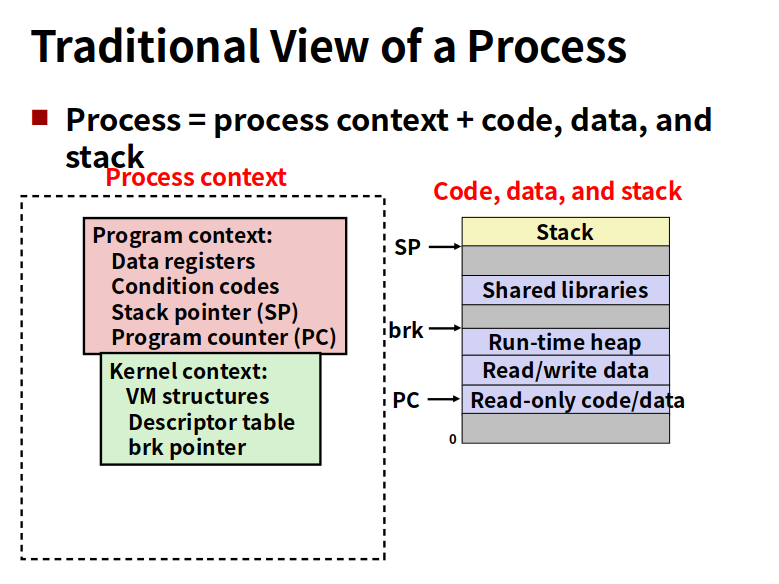 Traditional View of a Process
Process = process context + code, data, and
stack
Process context
Program context:
Data registers
Condition codes
Stack pointer (SP)
Program counter (PC)
Kernel context:
VM structures
Descriptor table
brk pointer
Code, data, and stack
Stack
SP
Shared libraries
brk
Run-time heap
Read/write data
PC
Read-only code/data
0